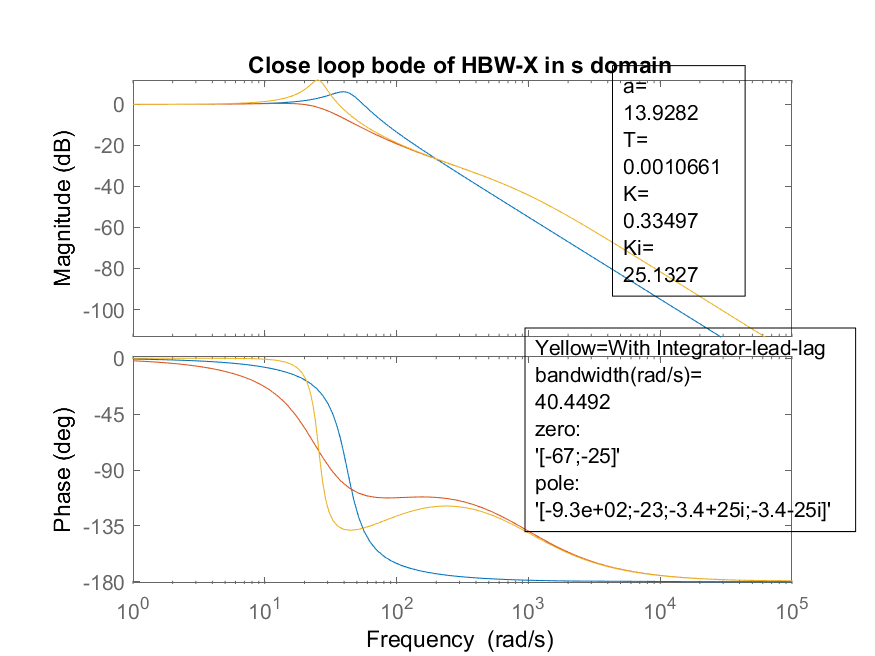 Close loop bode of HBW-X in s domain
a=
13.9282
T=
0.0010661
K=
0.33497
Ki=
25.1327
Magnitude (dB)
0
-20
-40
-60
-80
-100
Yellow=With Integrator-lead-lag
bandwidth(rad/s)=
40.4492
zero:
'[-67;-25]'
pole:
'[-9.3e+02;-23;-3.4+25i;-3.4-25i]'
Phase (deg)
0
-45
-90
-135
-180
10^0 10^1 10^2 10^3 10^4 10^5
Frequency (rad/s)